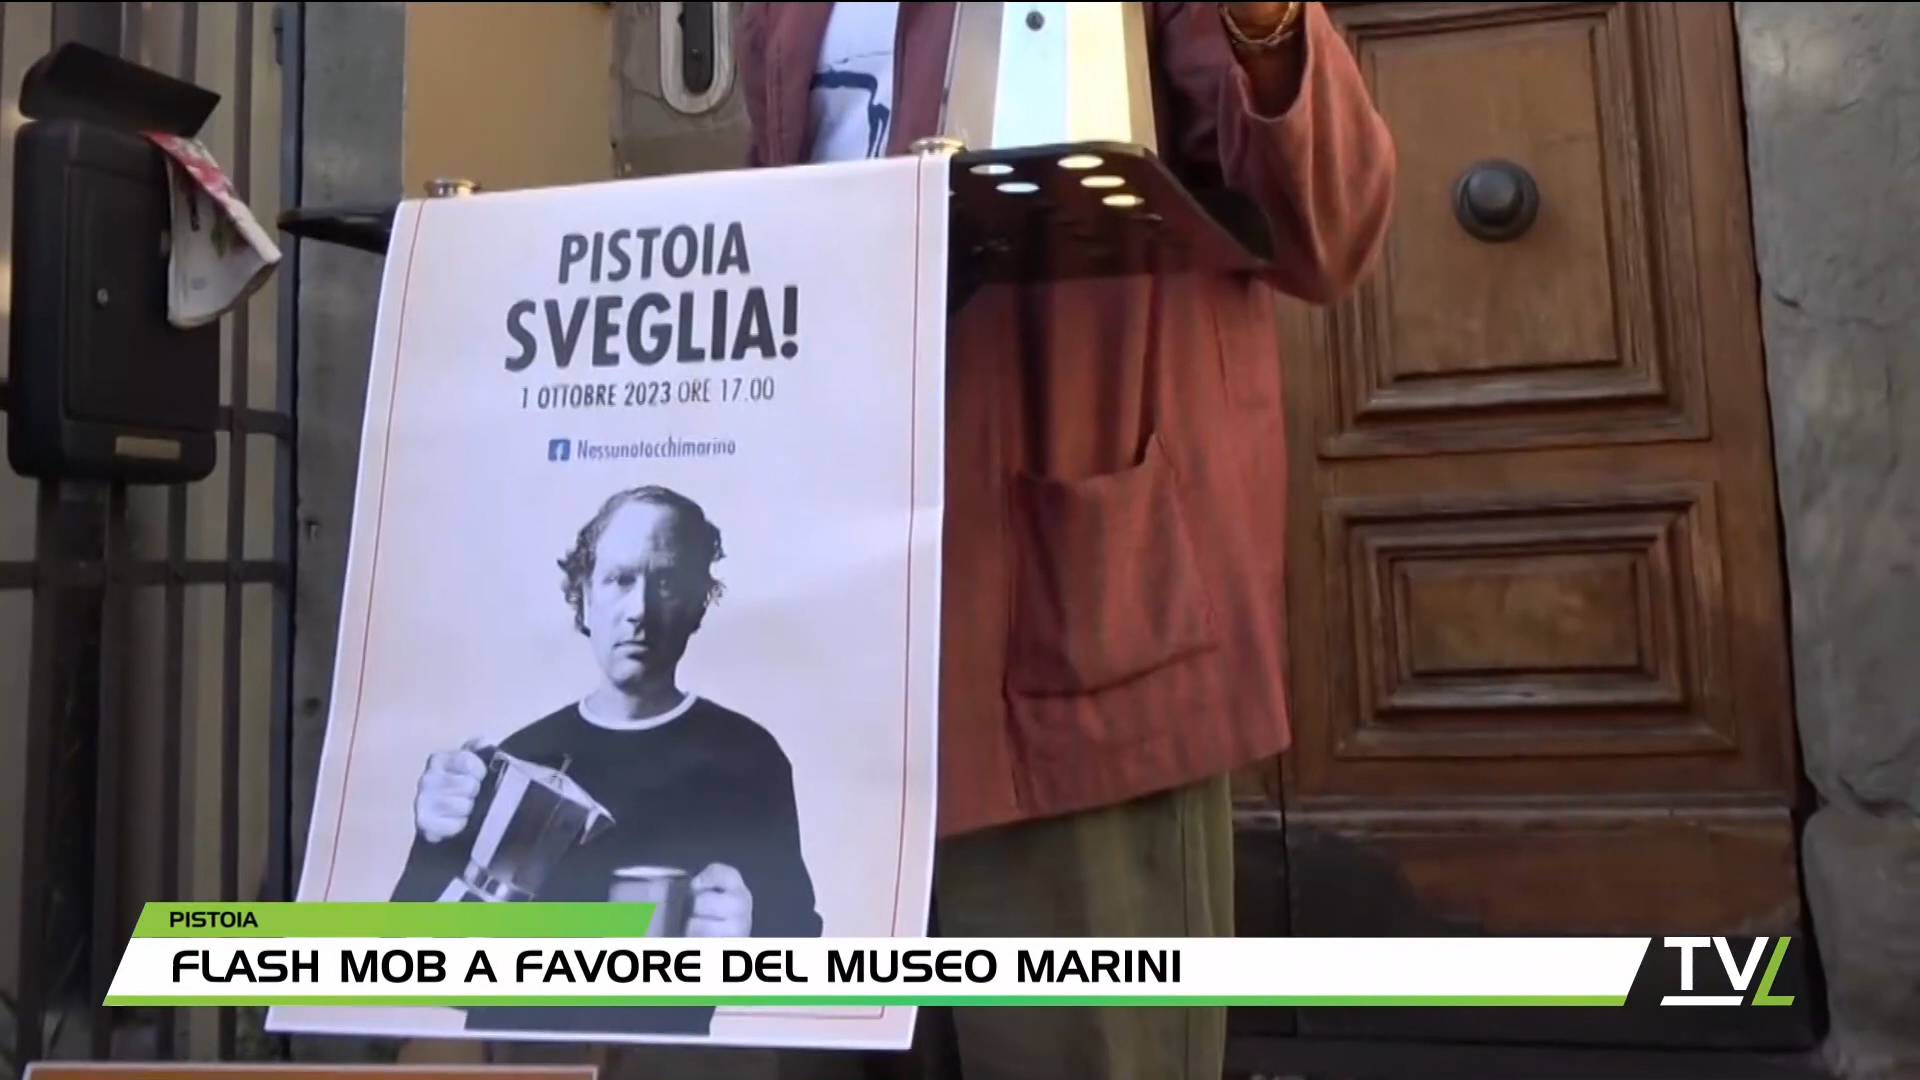 PISTOIA
SVEGLIA!
1 OTTOBRE 2023 ORE 17.00
Nessunotocchimarino
PISTOIA
FLASH MOB A FAVORE DEL MUSEO MARINI
TVL